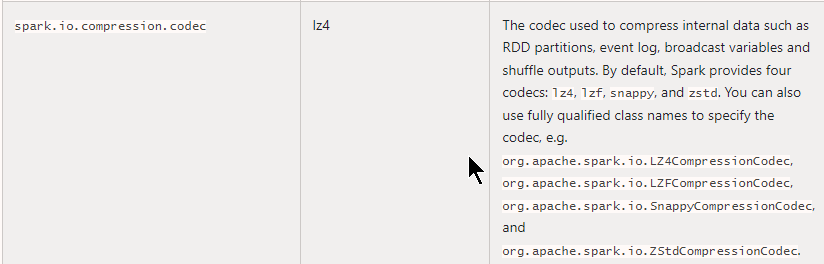 spark.io.compression.codec
lz4
The codec used to compress internal data such as
RDD partitions, event log, broadcast variables and
shuffle outputs. By default, Spark provides four
codecs: lz4, lzf, snappy, and zstd. You can also
use fully qualified class names to specify the
codec, e.g.
org.apache.spark.io.LZ4CompressionCodec,
org.apache.spark.io.LZFCompressionCodec,
org.apache.spark.io.SnappyCompressionCodec,
and
org.apache.spark.io.ZStdCompressionCodec.